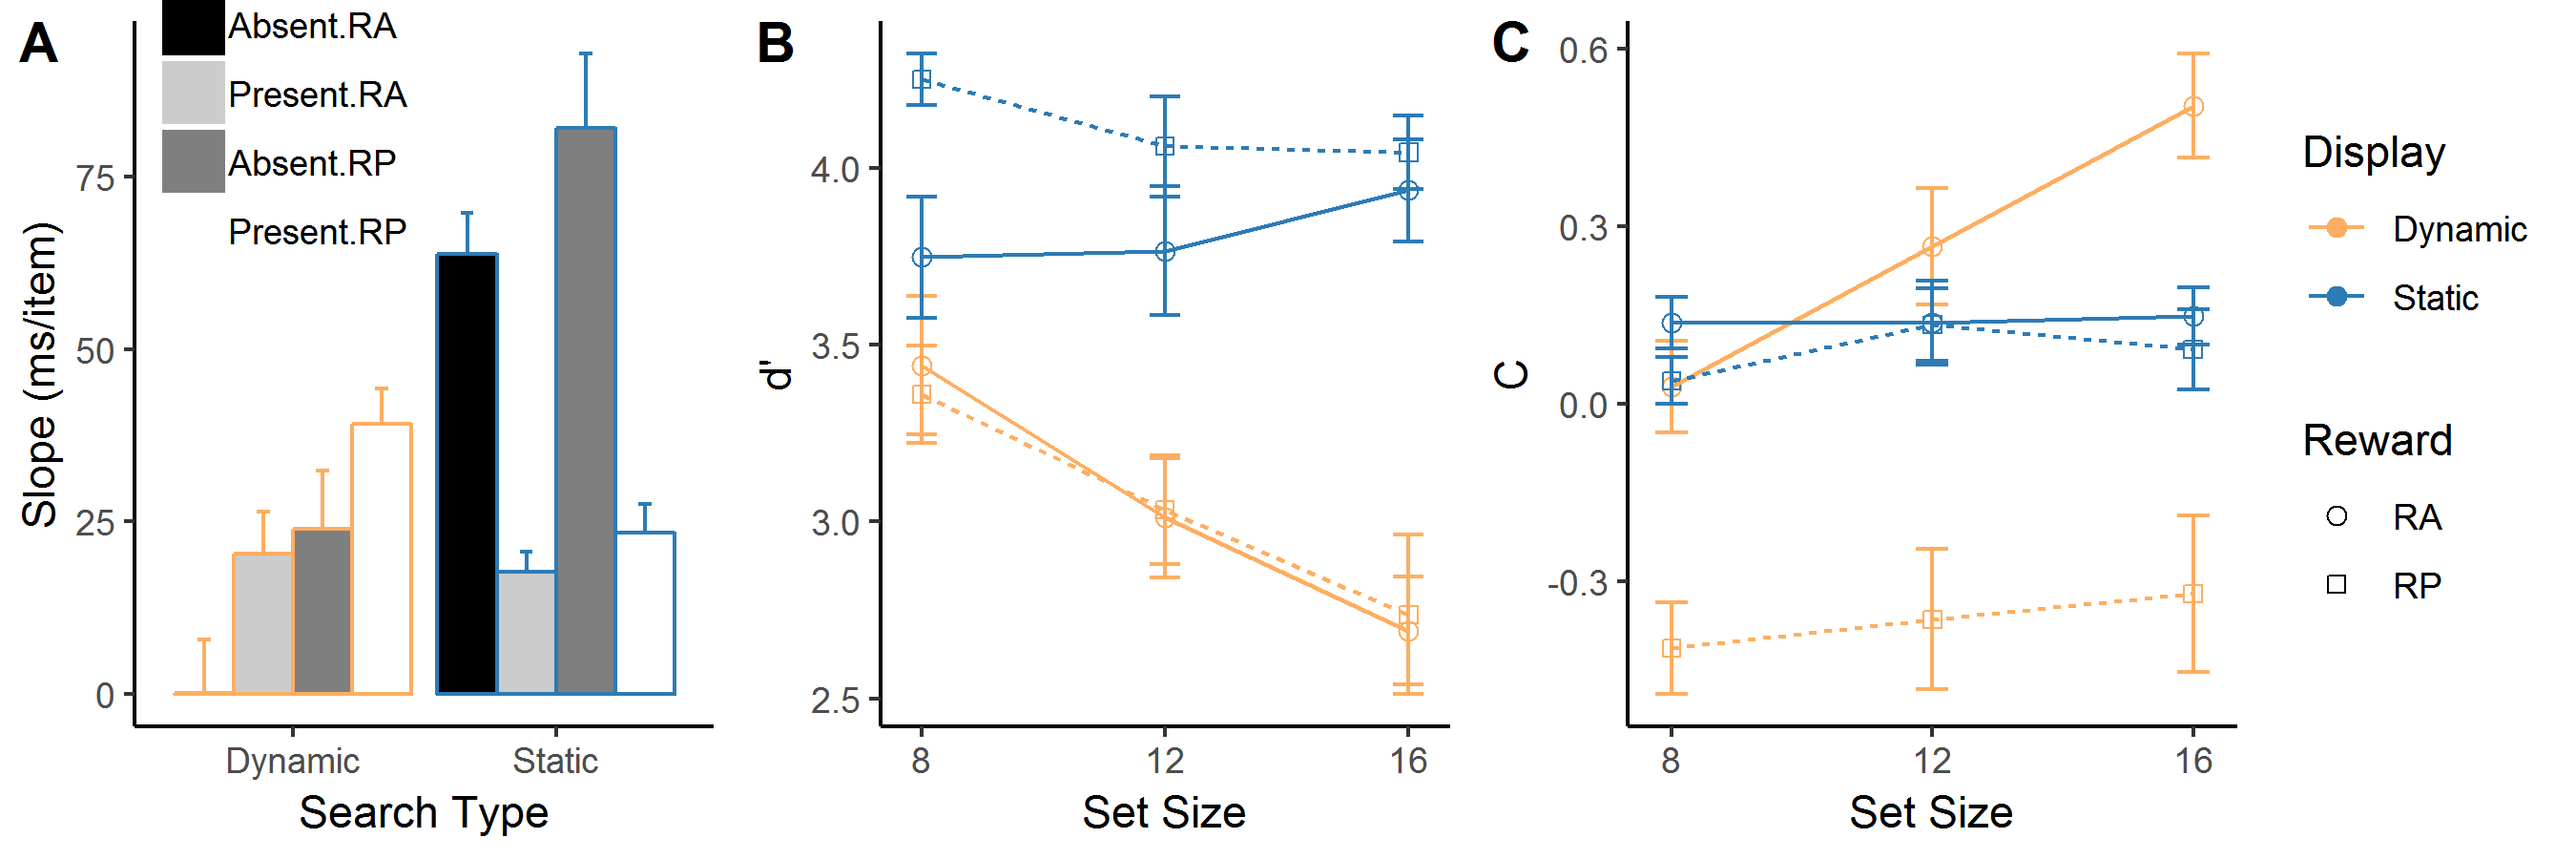 A
Absent.RA
Present.RA
Absent.RP
Present.RP
Slope (ms/item)
75
50
25
0
Dynamic
Static
Search Type
B
d'
4.0
3.5
3.0
2.5
8
12
16
Set Size
C
C
0.6
0.3
0.0
-0.3
8
12
16
Set Size
Display
Dynamic
Static
Reward
RA
RP